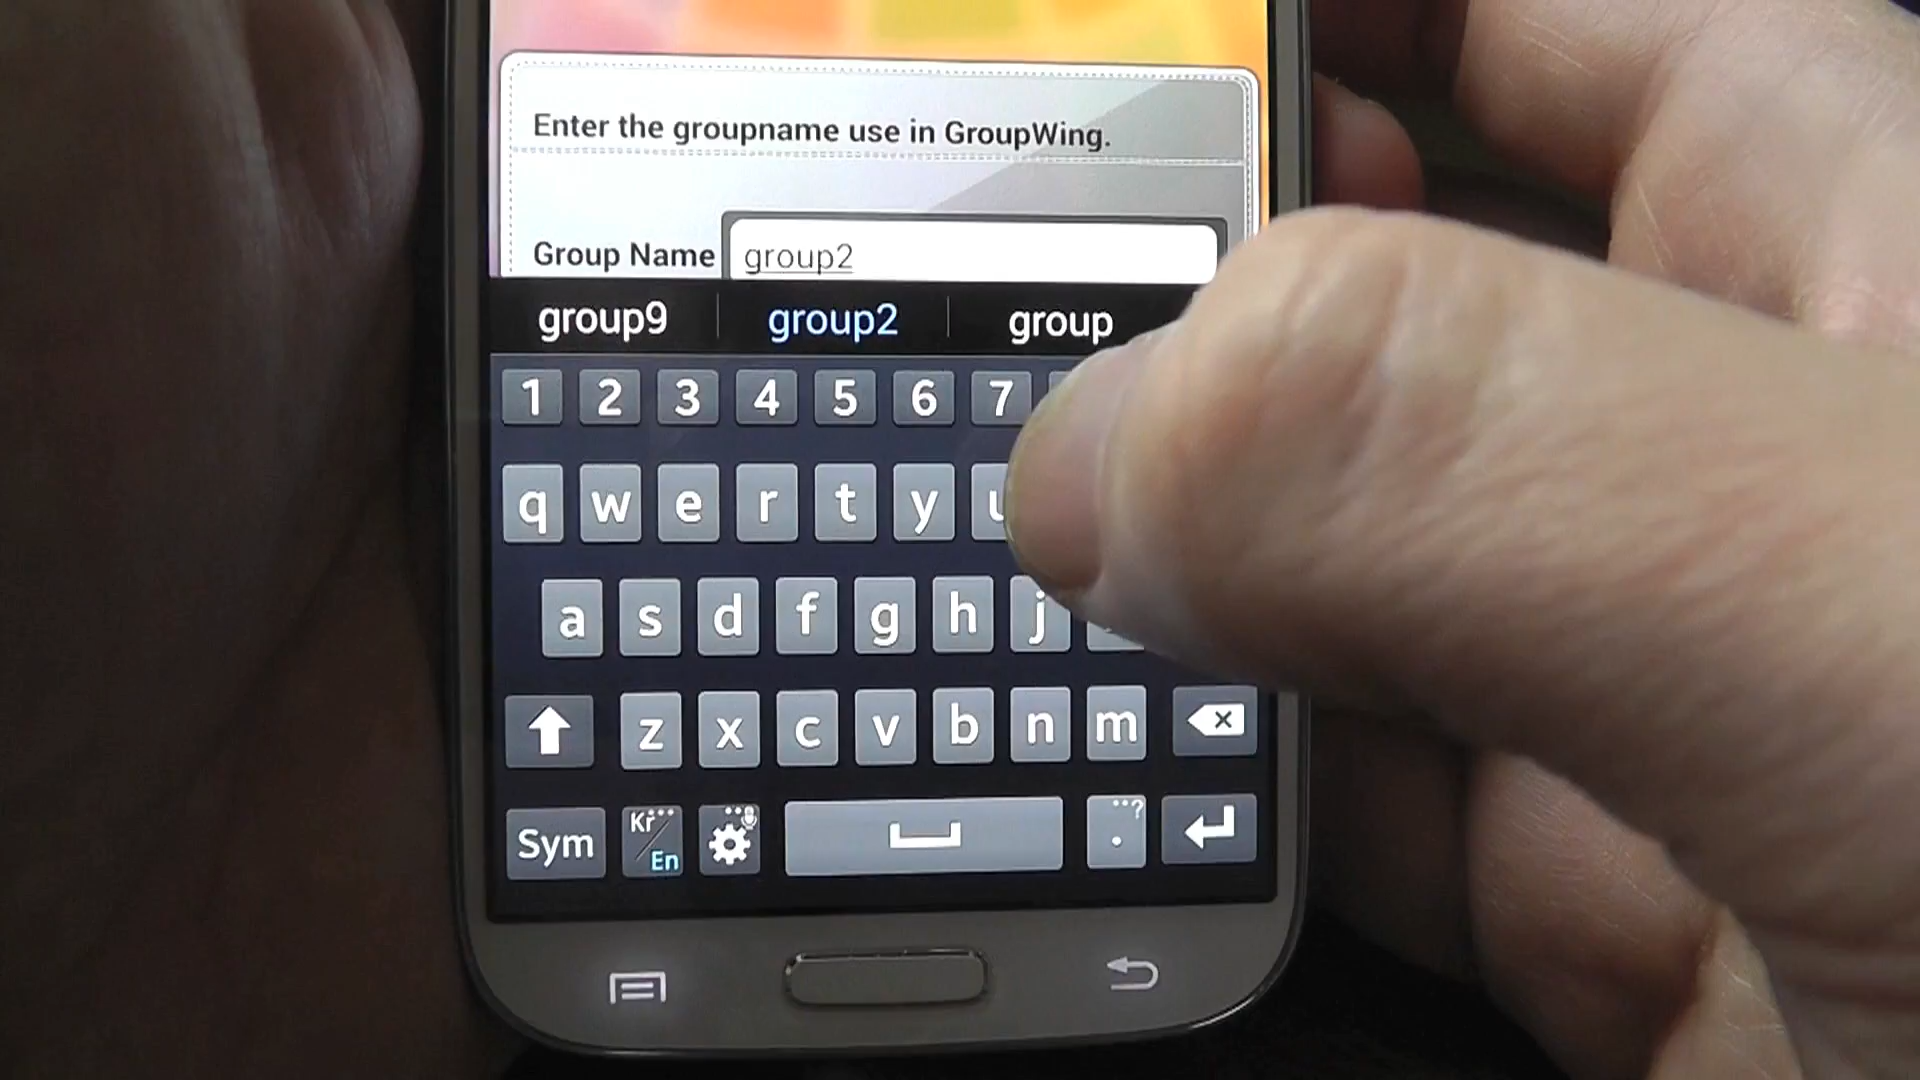 Enter the groupname use in GroupWing.
Group Name group2
group9 group2 group
1 2 3 4 5 6 7
q w e r t y u
a s d f g h j
z x c v b n m
Sym Kr En . ?